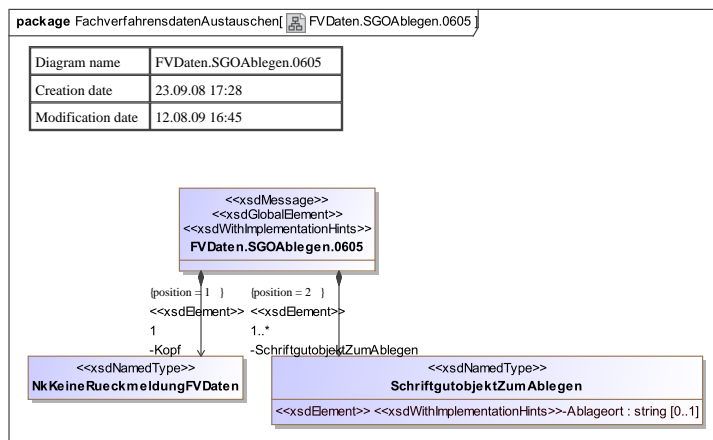 package FachverfahrensdatenAustauschen[ FVDaten.SGOAblegen.0605 ]
Diagram name FVDaten.SGOAblegen.0605
Creation date 23.09.08 17:28
Modification date 12.08.09 16:45
<<xsdMessage>>
<<xsdGlobalElement>>
<<xsdWithImplementationHints>>
FVDaten.SGOAblegen.0605
{position = 1 } {position = 2 }
<<xsdElement>> <<xsdElement>>
1 1..*
-Kopf -SchriftgutobjektZumAblegen
<<xsdNamedType>>
NkKeineRueckmeldungFVDaten
<<xsdNamedType>>
SchriftgutobjektZumAblegen
<<xsdElement>> <<xsdWithImplementationHints>>-Ablageort : string [0..1]